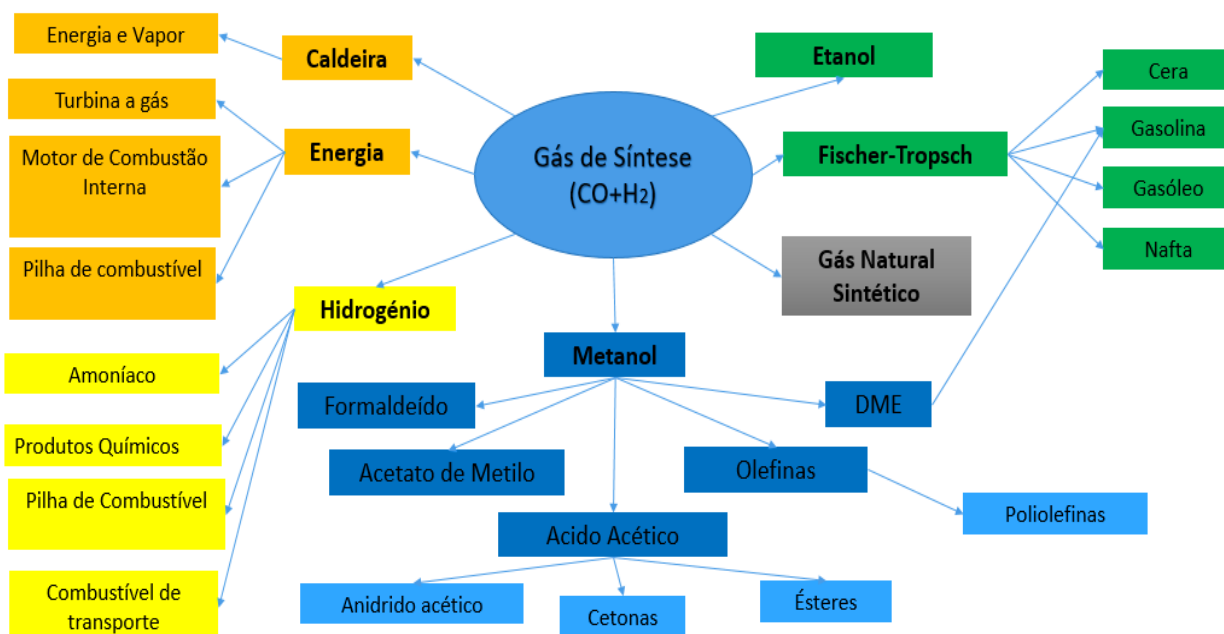 Energia e Vapor
Caldeira
Turbina a gás
Motor de Combustão
Interna
Energia
Pilha de combustível
Gás de Síntese
(CO+H2)
Etanol
Fischer-Tropsch
Cera
Gasolina
Gasóleo
Nafta
Gás Natural
Sintético
Hidrogénio
Amoníaco
Produtos Químicos
Pilha de Combustível
Combustível de
transporte
Metanol
Formaldeído
DME
Acetato de Metilo
Olefinas
Poliolefinas
Acido Acético
Anidrido acético
Cetonas
Ésteres